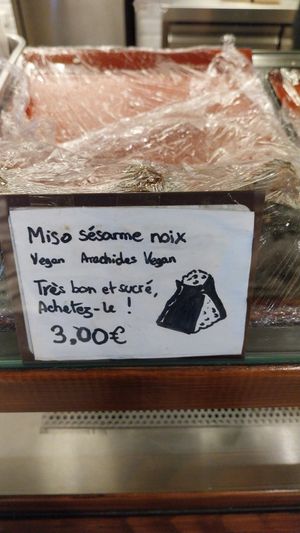 Miso sésarme noix
Vegan Arachides Vegan
Très bon et sucré,
Achetez-le !
3,00€